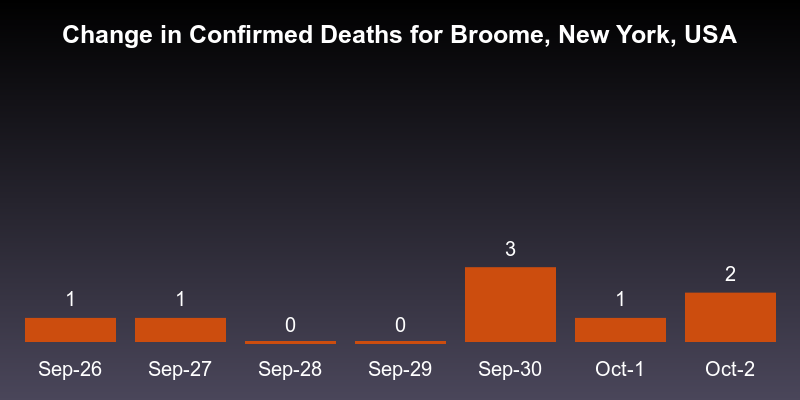 Change in Confirmed Deaths for Broome, New York, USA
1 1 0 0 3 1 2
Sep-26 Sep-27 Sep-28 Sep-29 Sep-30 Oct-1 Oct-2